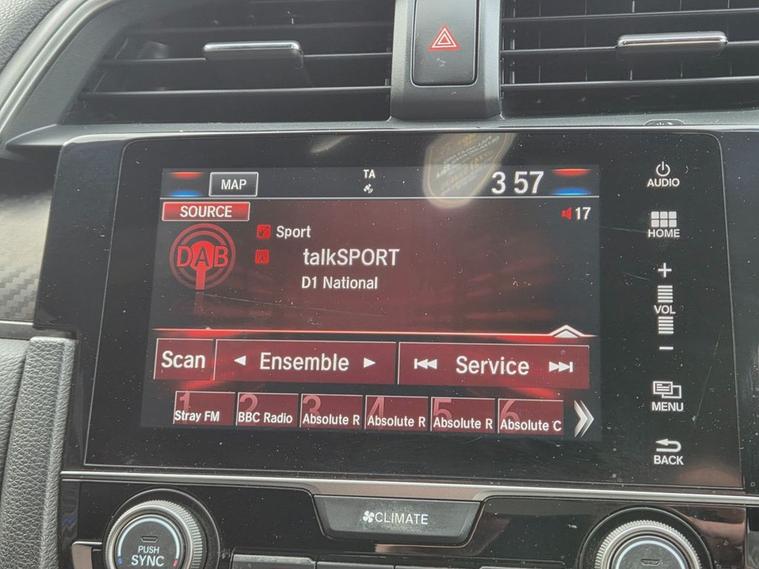 TA
MAP
3 57
AUDIO
SOURCE
17
Sport
DAB
talkSPORT
D1 National
HOME
+
VOL
−
Scan
Ensemble
Service
1 2 3 4 5 6
Stray FM BBC Radio Absolute R Absolute R Absolute R Absolute C
MENU
BACK
CLIMATE
PUSH
SYNC